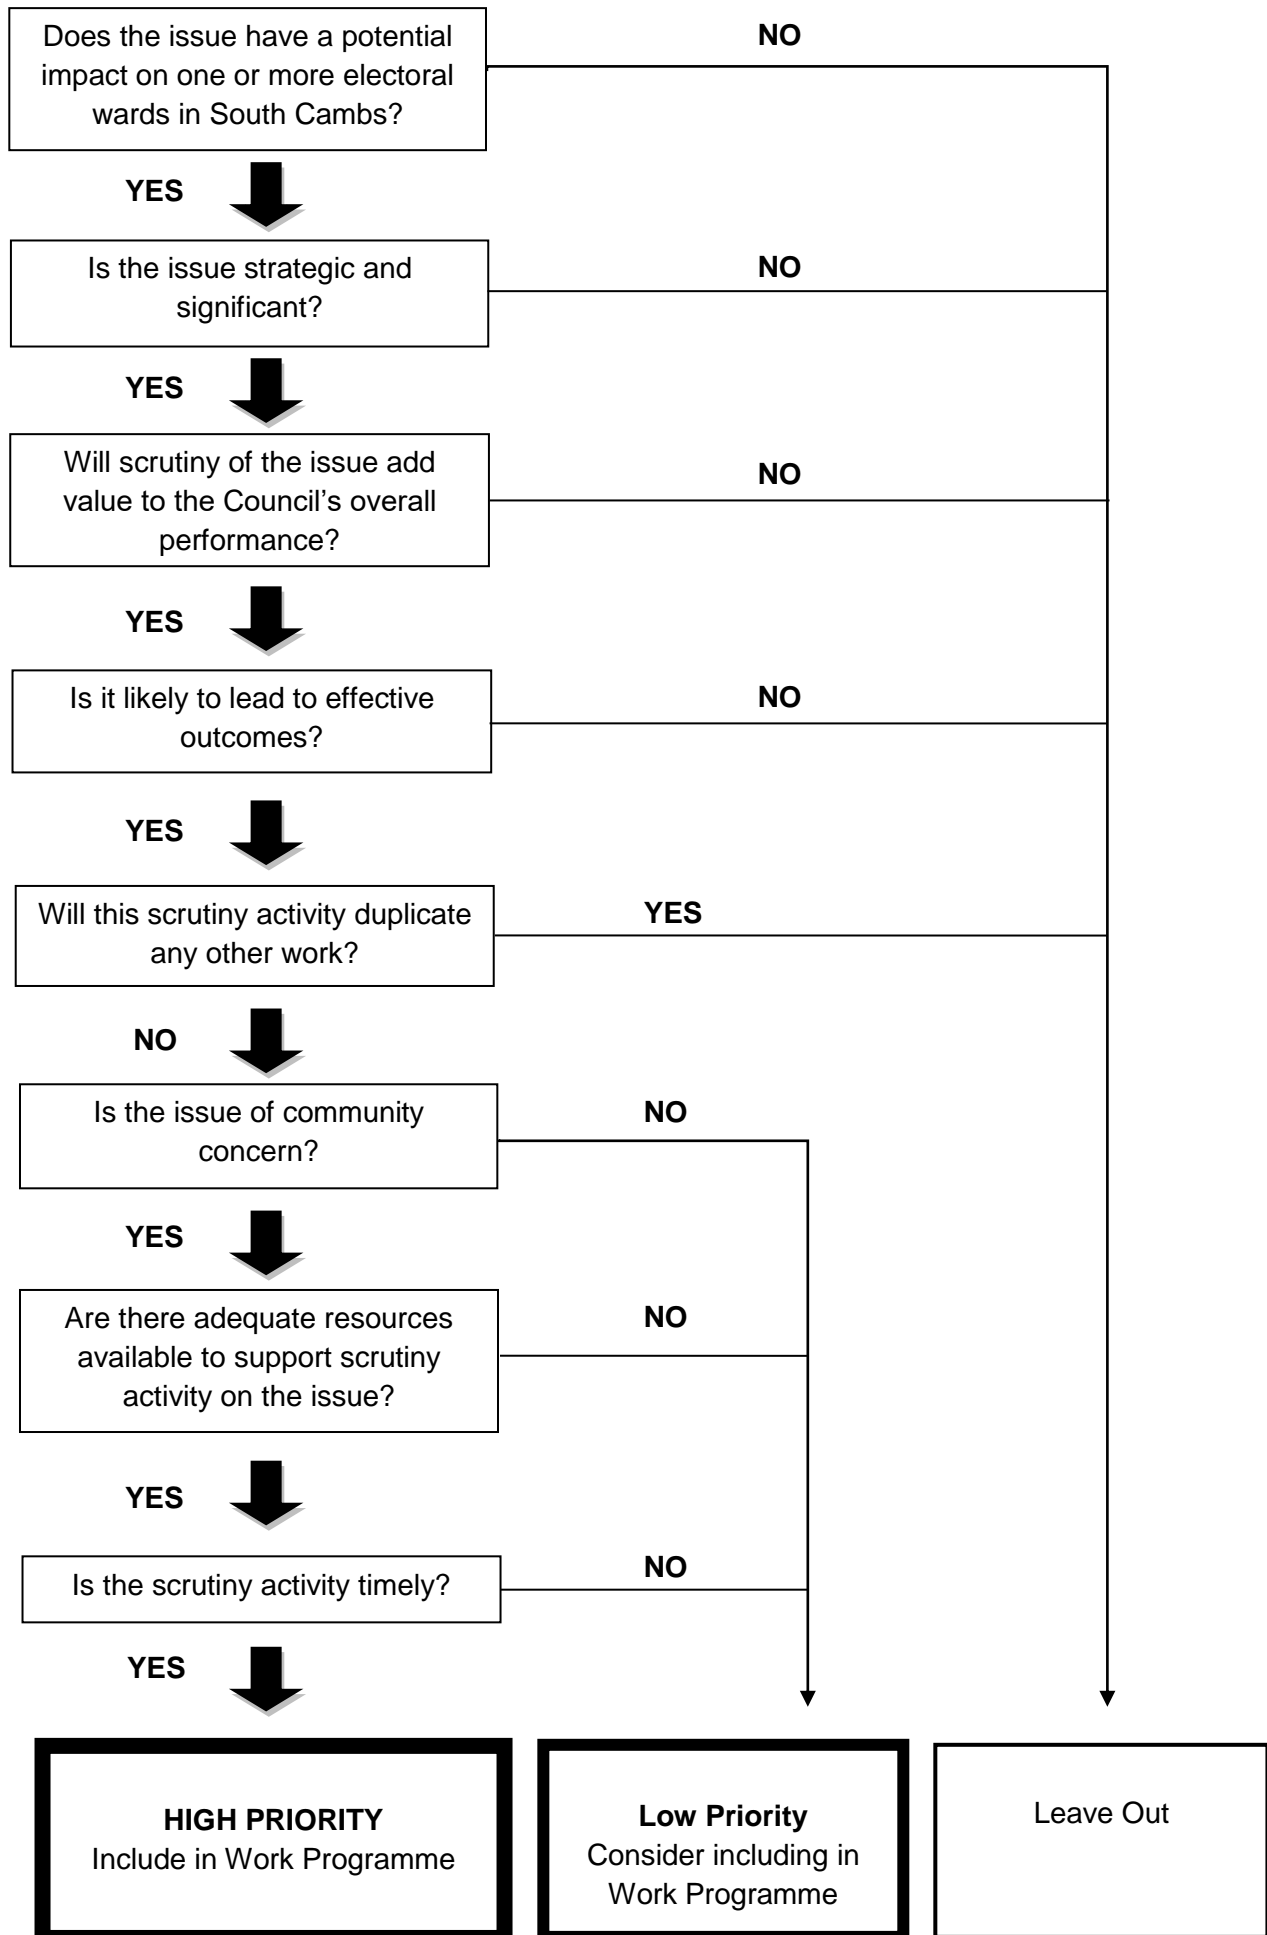 Does the issue have a potential
impact on one or more electoral
wards in South Cambs?
NO
YES
Is the issue strategic and
significant?
NO
YES
Will scrutiny of the issue add
value to the Council’s overall
performance?
NO
YES
Is it likely to lead to effective
outcomes?
NO
YES
Will this scrutiny activity duplicate
any other work?
YES
NO
Is the issue of community
concern?
NO
YES
Are there adequate resources
available to support scrutiny
activity on the issue?
NO
YES
Is the scrutiny activity timely?
NO
YES
HIGH PRIORITY
Include in Work Programme
Low Priority
Consider including in
Work Programme
Leave Out